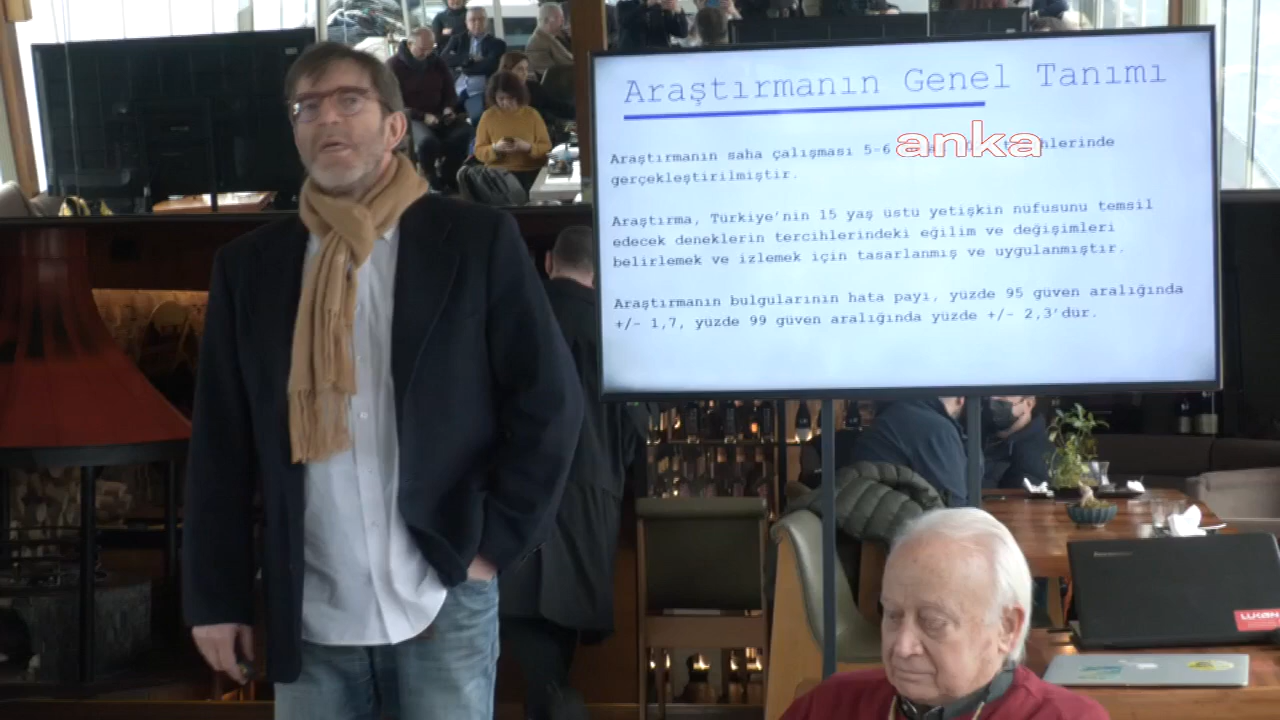 Araştırmanın Genel Tanımı
anka
Araştırmanın saha çalışması 5-6
gerçekleştirilmiştir.
Araştırma, Türkiye'nin 15 yaş üstü yetişkin nüfusunu temsil
edecek deneklerin tercihlerindeki eğilim ve değişimleri
belirlemek ve izlemek için tasarlanmış ve uygulanmıştır.
Araştırmanın bulgularının hata payı, yüzde 95 güven aralığında
+/- 1,7, yüzde 99 güven aralığında yüzde +/- 2,3'dür.